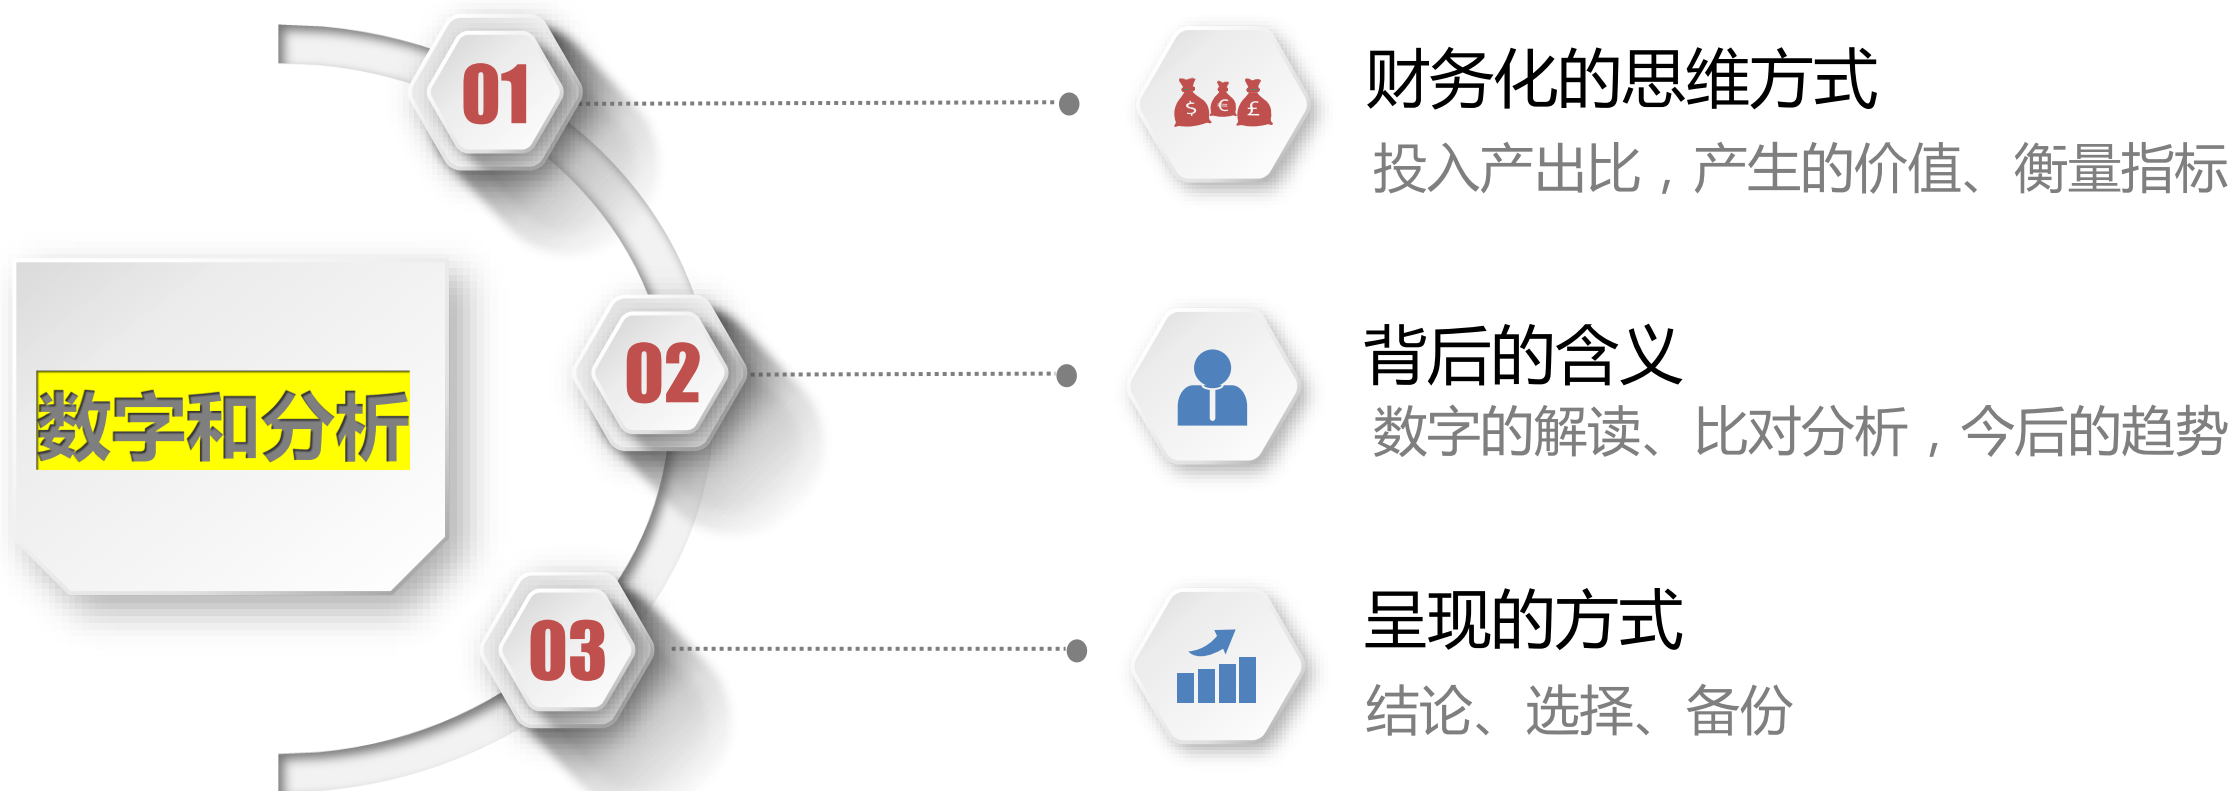 数字和分析
01
财务化的思维方式
投入产出比，产生的价值、衡量指标
$ € £
02
背后的含义
数字的解读、比对分析，今后的趋势
03
呈现的方式
结论、选择、备份